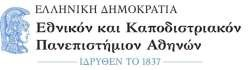 ΕΛΛΗΝΙΚΗ ΔΗΜΟΚΡΑΤΙΑ
Εθνικόν και Καποδιστριακόν
Πανεπιστήμιον Αθηνών
ΙΔΡΥΘΕΝ ΤΟ 1837